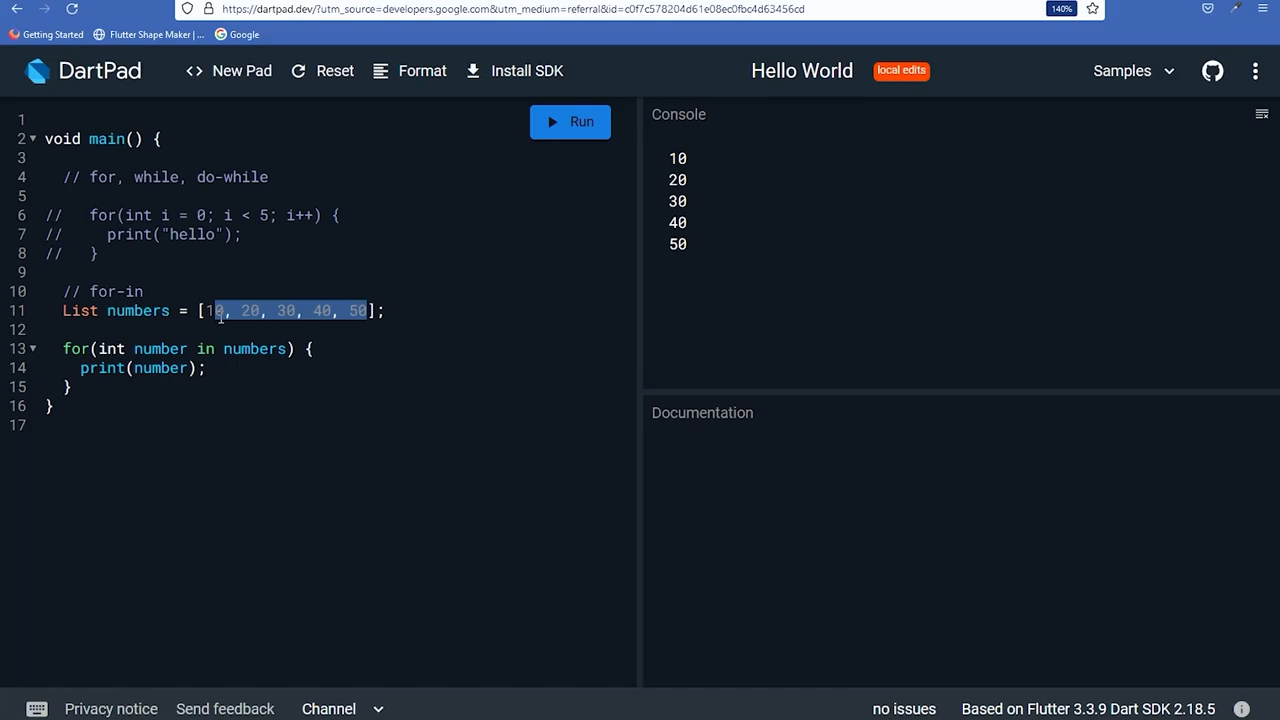 https://dartpad.dev/?utm_source=developers.google.com&utm_medium=referral&id=c0f7c578204d61e08ec0fbc4d63456cd
140%
Getting Started
Flutter Shape Maker | ...
Google
DartPad
<> New Pad
Reset
Format
Install SDK
Hello World
local edits
Samples
1
2 void main() {
3
4 // for, while, do-while
5
6 // for(int i = 0; i < 5; i++) {
7 // print("hello");
8 // }
9
10 // for-in
11 List numbers = [10, 20, 30, 40, 50];
12
13 for(int number in numbers) {
14 print(number);
15 }
16 }
17
Run
Console
10
20
30
40
50
Documentation
Privacy notice
Send feedback
Channel
no issues
Based on Flutter 3.3.9 Dart SDK 2.18.5